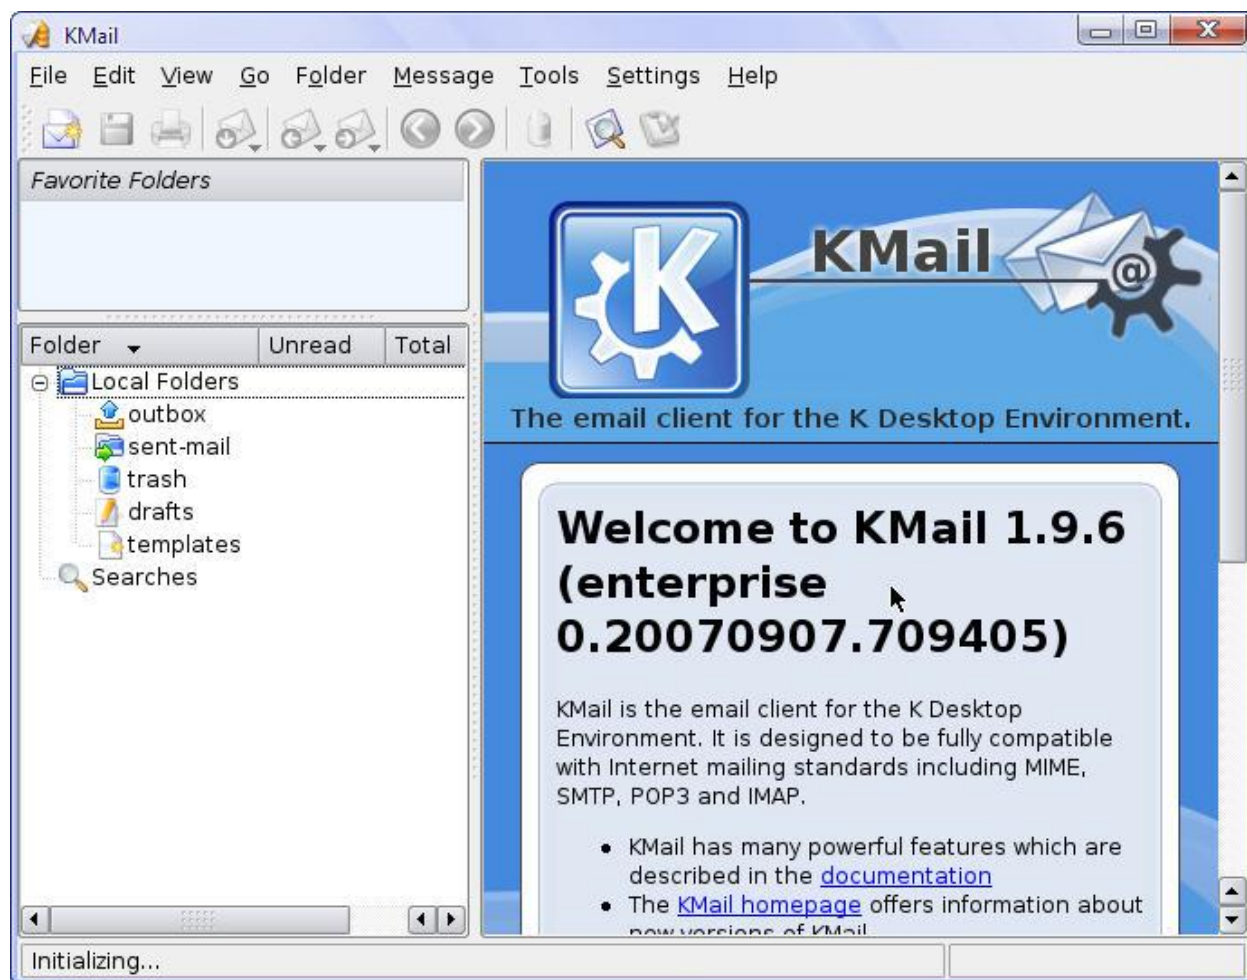 KMail
File Edit View Go Folder Message Tools Settings Help
Favorite Folders
Folder Unread Total
Local Folders
outbox
sent-mail
trash
drafts
templates
Searches
KMail
@
The email client for the K Desktop Environment.
Welcome to KMail 1.9.6
(enterprise
0.20070907.709405)
KMail is the email client for the K Desktop
Environment. It is designed to be fully compatible
with Internet mailing standards including MIME,
SMTP, POP3 and IMAP.
• KMail has many powerful features which are
described in the documentation
• The KMail homepage offers information about
new versions of KMail
Initializing...